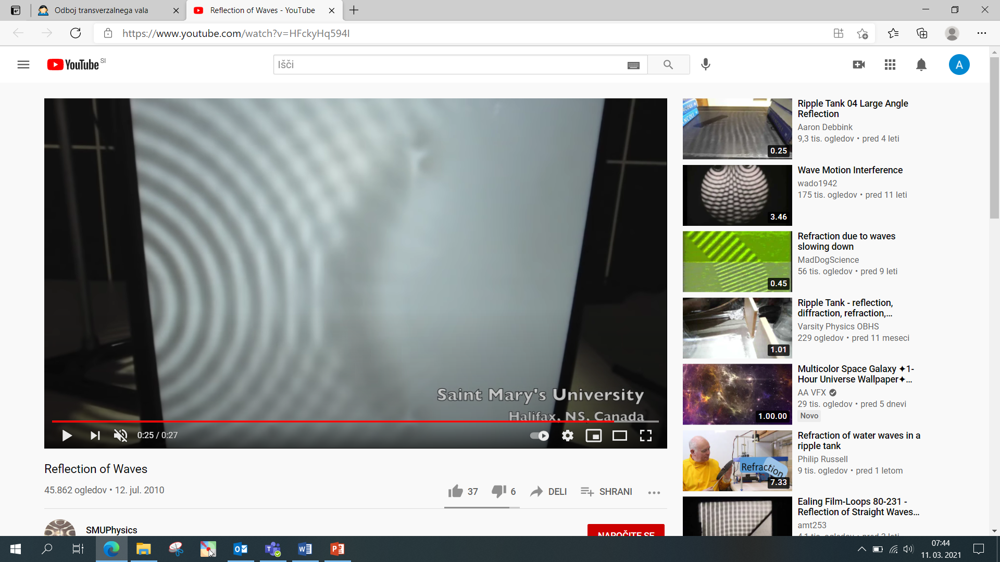 Odboj transverzalnega vala
Reflection of Waves - YouTube
https://www.youtube.com/watch?v=HFckyHq594I
YouTube SI
Išči
A
Saint Mary's University
Halifax, NS, Canada
0:25 / 0:27
Reflection of Waves
45.862 ogledov • 12. jul. 2010
37
6
DELI
SHRANI
SMUPhysics
NAROČITE SE
Ripple Tank 04 Large Angle
Reflection
Aaron Debbink
9,3 tis. ogledov • pred 4 leti
0.25
Wave Motion Interference
wado1942
175 tis. ogledov • pred 11 leti
3.46
Refraction due to waves
slowing down
MadDogScience
56 tis. ogledov • pred 9 leti
0.45
Ripple Tank - reflection,
diffraction, refraction,...
Varsity Physics OBHS
229 ogledov • pred 11 meseci
1.01
Multicolor Space Galaxy ✦1-
Hour Universe Wallpaper✦...
AA VFX
29 tis. ogledov • pred 5 dnevi
Novo
1.00.00
Refraction of water waves in a
ripple tank
Philip Russell
9 tis. ogledov • pred 1 letom
Refraction
7.33
Ealing Film-Loops 80-231 -
Reflection of Straight Waves...
amt253
07:44
11. 03. 2021